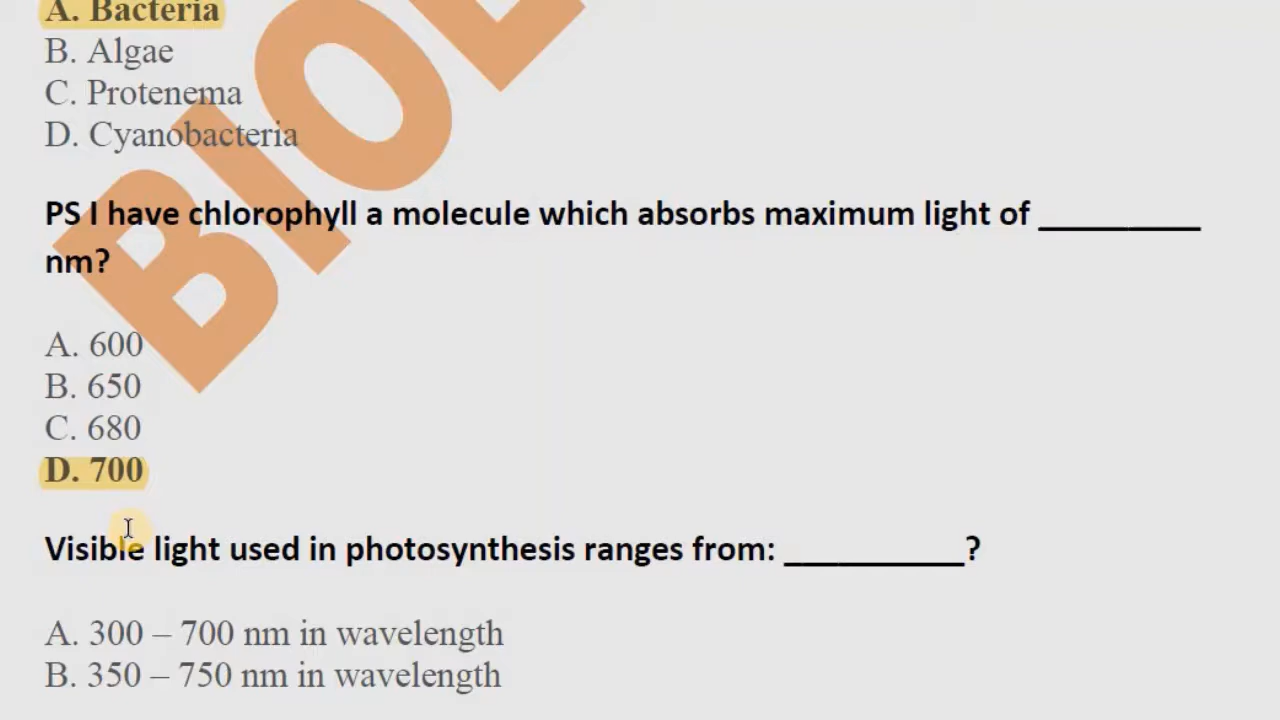 A. Bacteria
B. Algae
C. Protenema
D. Cyanobacteria
PS I have chlorophyll a molecule which absorbs maximum light of _________
nm?
A. 600
B. 650
C. 680
D. 700
Visible light used in photosynthesis ranges from: __________?
A. 300 – 700 nm in wavelength
B. 350 – 750 nm in wavelength